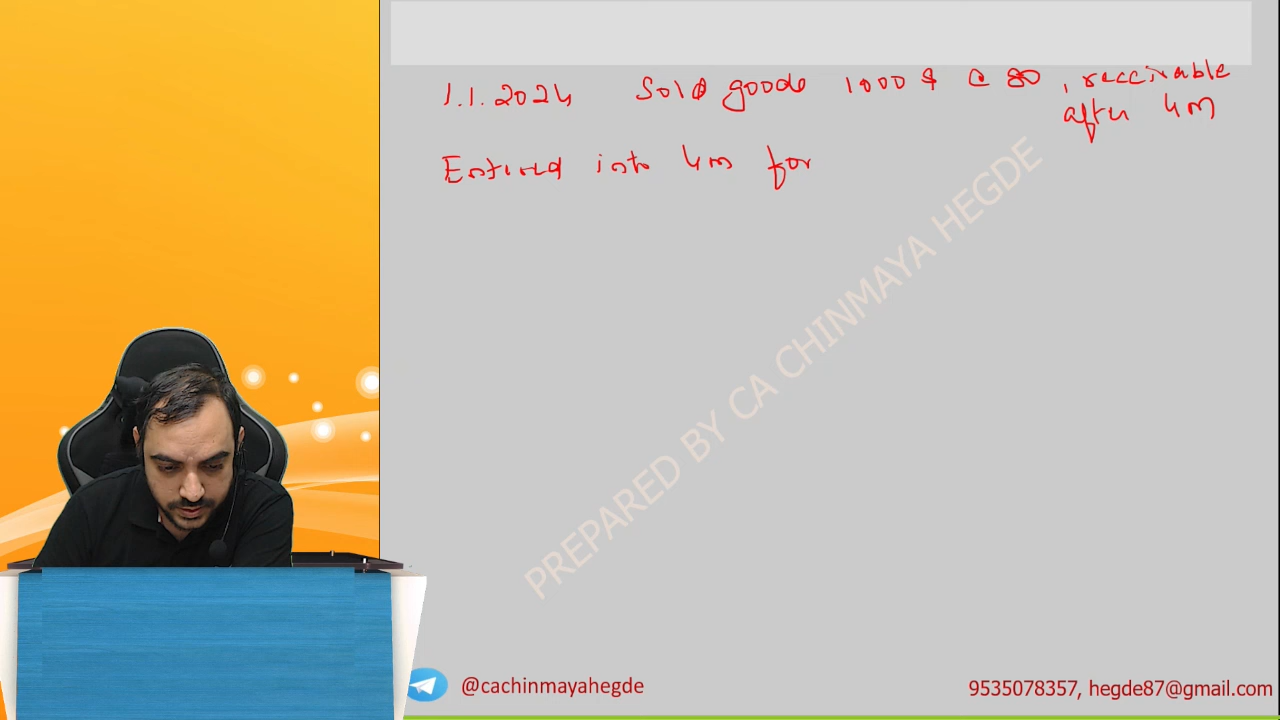 1.1.2024 Sold goods 1000 $ @ 80, receivable
after 4m
Entered into 4m for
PREPARED BY CA CHINMAYA HEGDE
@cachinmayahegde
9535078357, hegde87@gmail.com